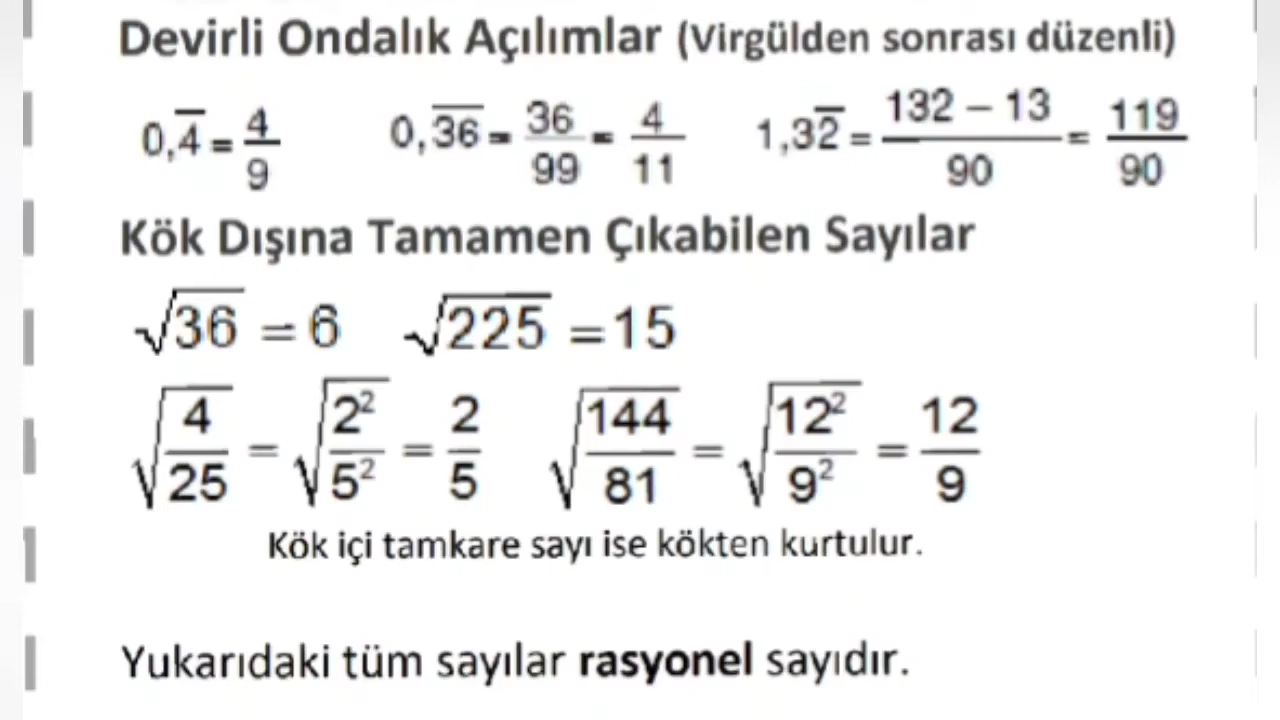 Devirli Ondalık Açılımlar (Virgülden sonrası düzenli)
0,4̅ = 4/9 0,3̅6̅ = 36/99 = 4/11 1,32̅ = (132 − 13)/90 = 119/90
Kök Dışına Tamamen Çıkabilen Sayılar
√36 = 6 √225 = 15
√(4/25) = √(2²/5²) = 2/5 √(144/81) = √(12²/9²) = 12/9
Kök içi tamkare sayı ise kökten kurtulur.
Yukarıdaki tüm sayılar rasyonel sayıdır.